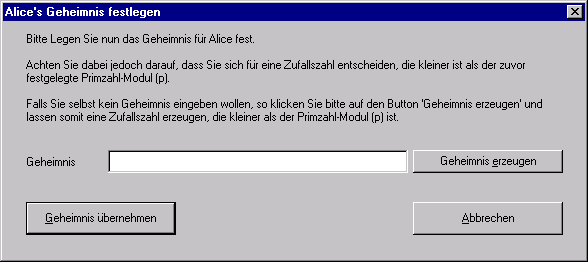 Alice's Geheimnis festlegen
Bitte Legen Sie nun das Geheimnis für Alice fest.
Achten Sie dabei jedoch darauf, dass Sie sich für eine Zufallszahl entscheiden, die kleiner ist als der zuvor
festgelegte Primzahl-Modul (p).
Falls Sie selbst kein Geheimnis eingeben wollen, so klicken Sie bitte auf den Button 'Geheimnis erzeugen' und
lassen somit eine Zufallszahl erzeugen, die kleiner als der Primzahl-Modul (p) ist.
Geheimnis
Geheimnis erzeugen
Geheimnis übernehmen
Abbrechen